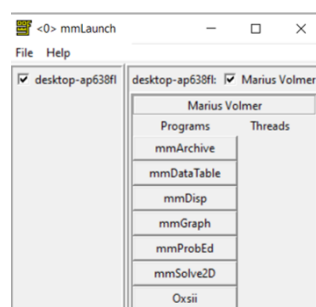 <0> mmLaunch
File Help
desktop-ap638fl
desktop-ap638fl: Marius Volmer
Marius Volmer
Programs Threads
mmArchive
mmDataTable
mmDisp
mmGraph
mmProbEd
mmSolve2D
Oxsii